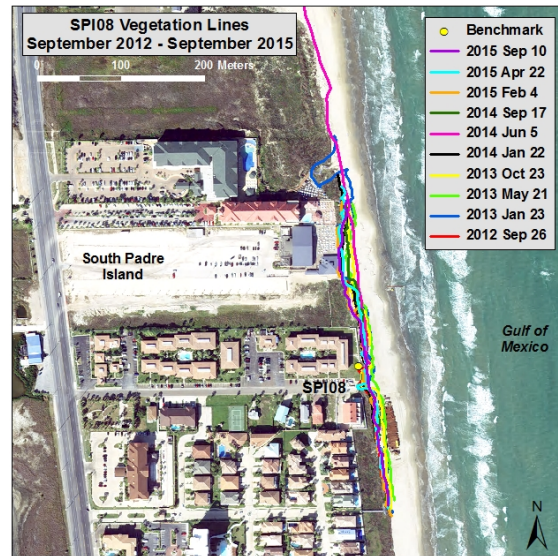 SPI08 Vegetation Lines
September 2012 - September 2015
0 100 200 Meters
Benchmark
2015 Sep 10
2015 Apr 22
2015 Feb 4
2014 Sep 17
2014 Jun 5
2014 Jan 22
2013 Oct 23
2013 May 21
2013 Jan 23
2012 Sep 26
South Padre
Island
Gulf of
Mexico
SPI08
N